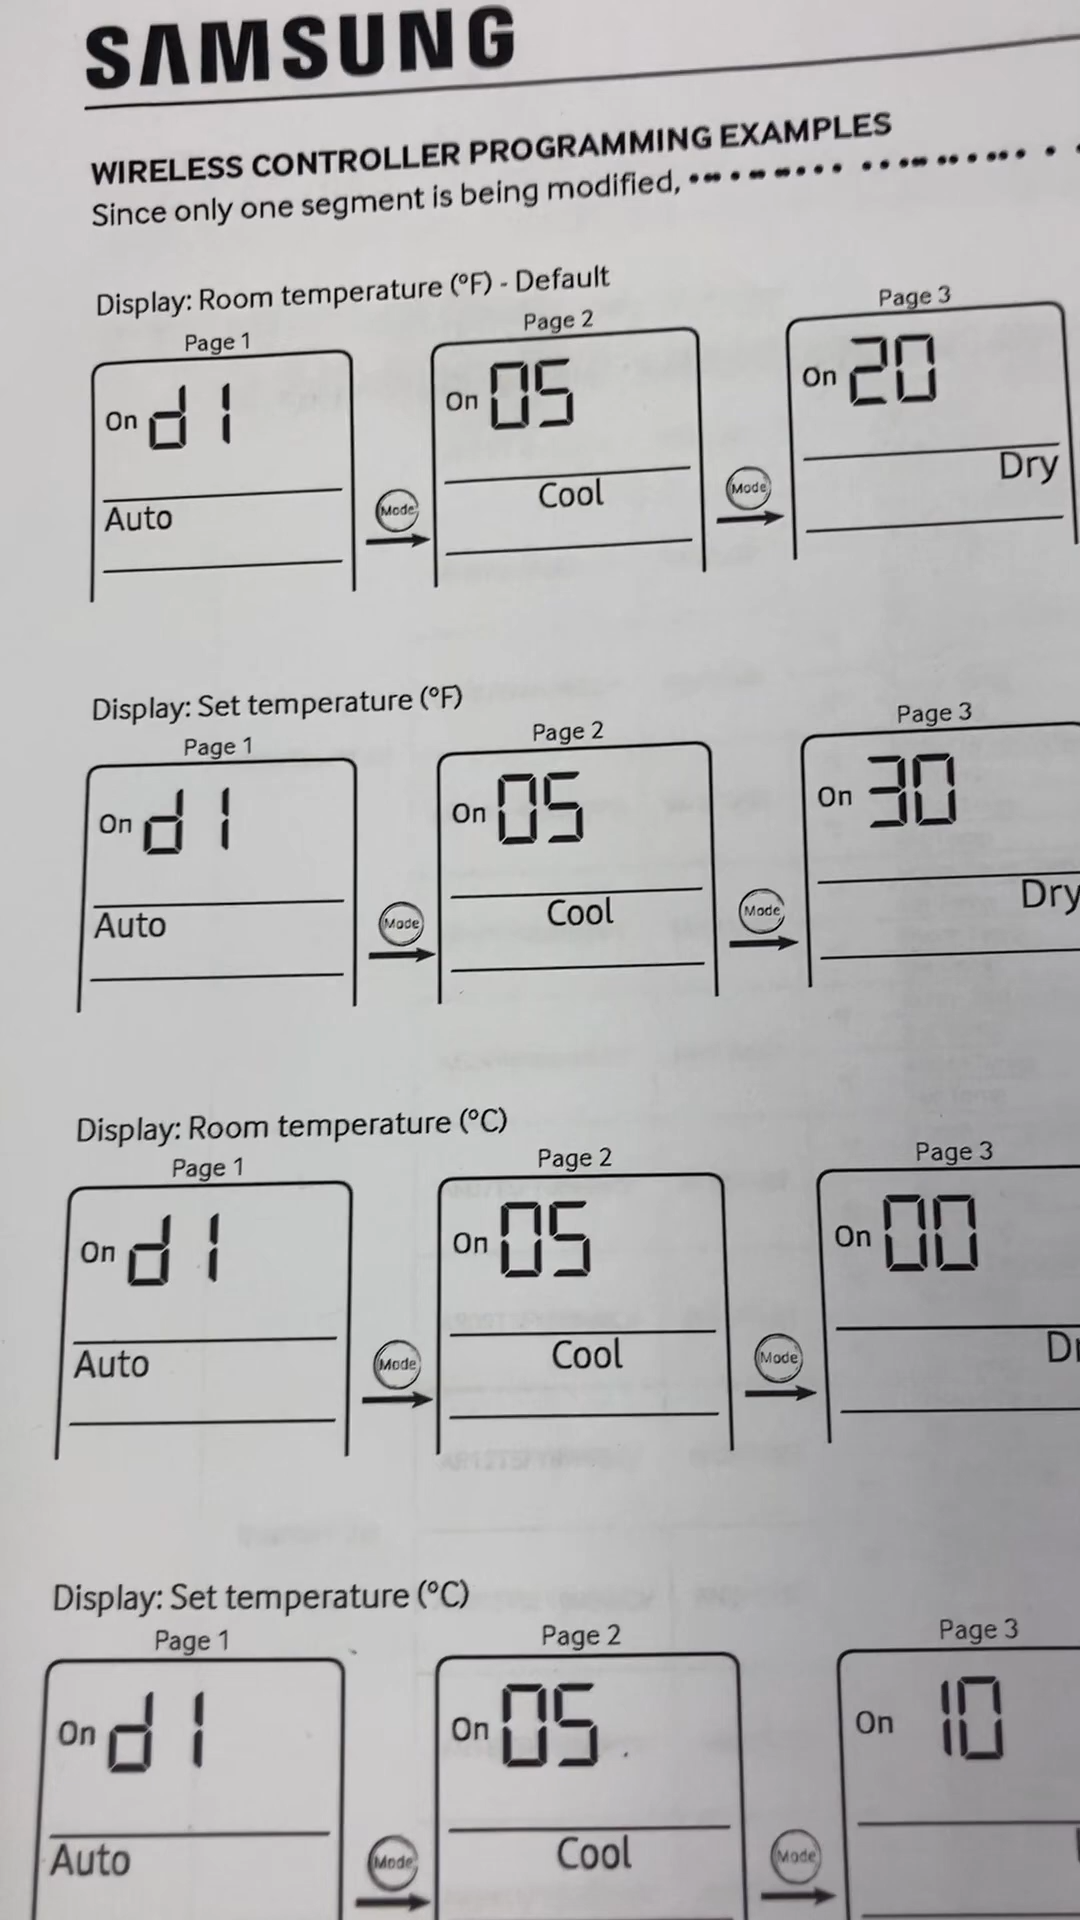 SAMSUNG
WIRELESS CONTROLLER PROGRAMMING EXAMPLES
Since only one segment is being modified,
Display: Room temperature (°F) - Default
Page 1
Page 2
Page 3
On d1
On 05
On 20
Auto
Mode
Cool
Mode
Dry
Display: Set temperature (°F)
Page 1
Page 2
Page 3
On d1
On 05
On 30
Auto
Mode
Cool
Mode
Dry
Display: Room temperature (°C)
Page 1
Page 2
Page 3
On d1
On 05
On 00
Auto
Mode
Cool
Mode
Display: Set temperature (°C)
Page 1
Page 2
Page 3
On d1
On 05
On 10
Auto
Mode
Cool
Mode